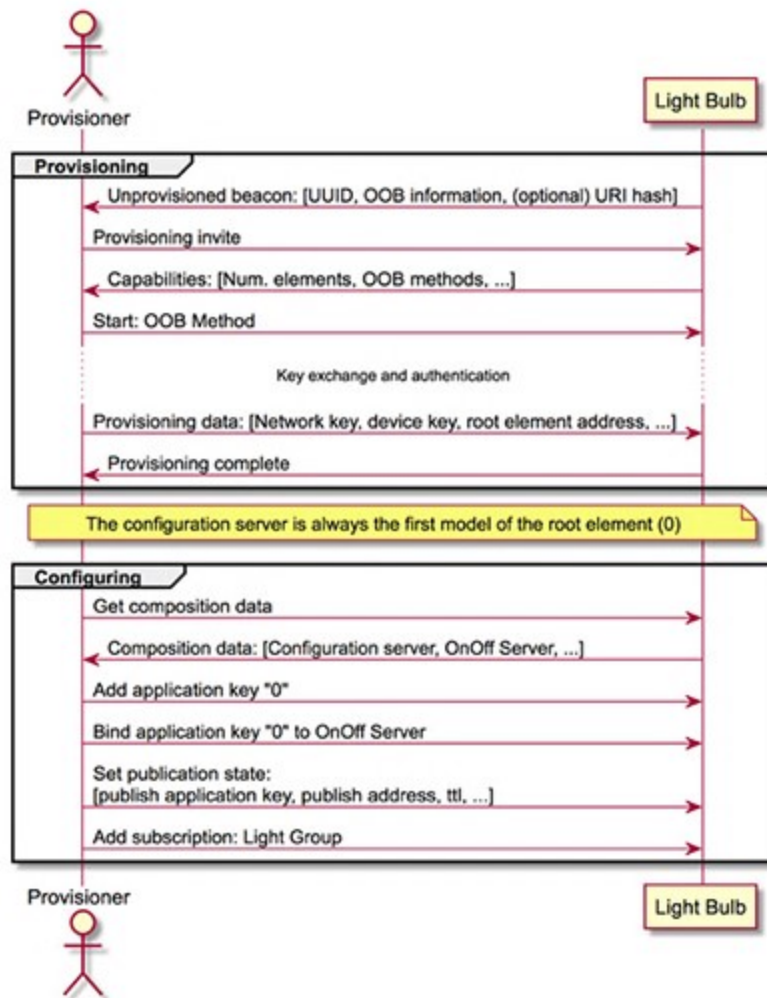 Provisioner
Light Bulb
Provisioning
Unprovisioned beacon: [UUID, OOB information, (optional) URI hash]
Provisioning invite
Capabilities: [Num. elements, OOB methods, ...]
Start: OOB Method
Key exchange and authentication
Provisioning data: [Network key, device key, root element address, ...]
Provisioning complete
The configuration server is always the first model of the root element (0)
Configuring
Get composition data
Composition data: [Configuration server, OnOff Server, ...]
Add application key "0"
Bind application key "0" to OnOff Server
Set publication state:
[publish application key, publish address, ttl, ...]
Add subscription: Light Group
Provisioner
Light Bulb